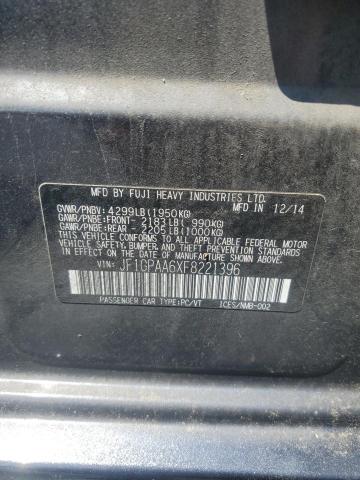 MFD BY FUJI HEAVY INDUSTRIES LTD.
MFD IN 12/14
GVWR/PNBV: 4299LB(1950KG)
GAWR/PNBE:FRONT- 2183LB( 990KG)
GAWR/PNBE:REAR - 2205LB(1000KG)
THIS VEHICLE CONFORMS TO ALL APPLICABLE FEDERAL MOTOR
VEHICLE SAFETY, BUMPER, AND THEFT PREVENTION STANDARDS
IN EFFECT ON THE DATE OF MANUFACTURE SHOWN ABOVE.
VIN: JF1GPAA6XF8221396
PASSENGER CAR TYPE:PC/VT ICES/NMB-002